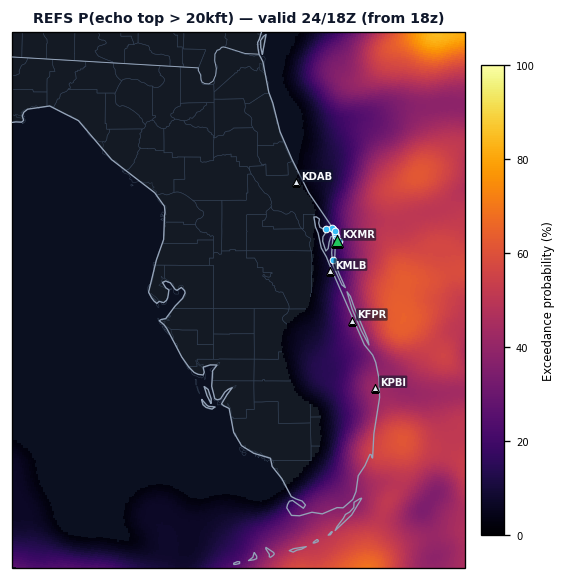 REFS P(echo top > 20kft) — valid 24/18Z (from 18z)
KDAB
KXMR
KMLB
KFPR
KPBI
100
80
60
40
20
0
Exceedance probability (%)